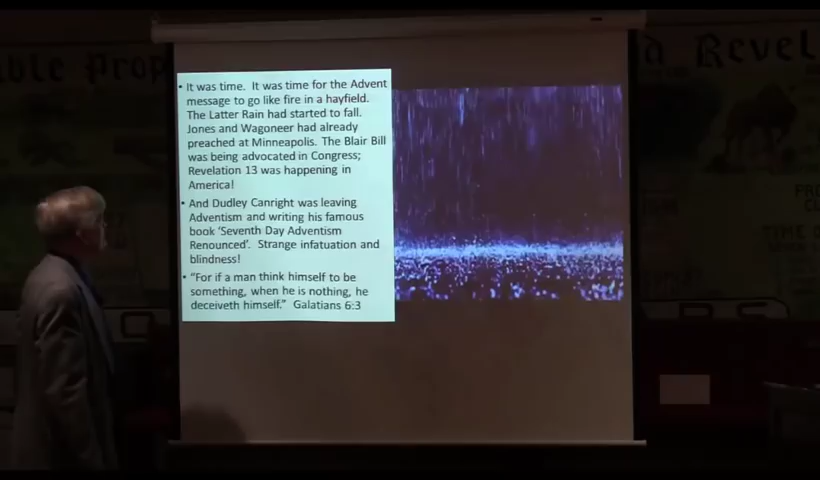 able Prop
d Revel
• It was time. It was time for the Advent
message to go like fire in a hayfield.
The Latter Rain had started to fall.
Jones and Wagoneer had already
preached at Minneapolis. The Blair Bill
was being advocated in Congress;
Revelation 13 was happening in
America!
• And Dudley Canright was leaving
Adventism and writing his famous
book ‘Seventh Day Adventism
Renounced’. Strange infatuation and
blindness!
• “For if a man think himself to be
something, when he is nothing, he
deceiveth himself.” Galatians 6:3
TIME